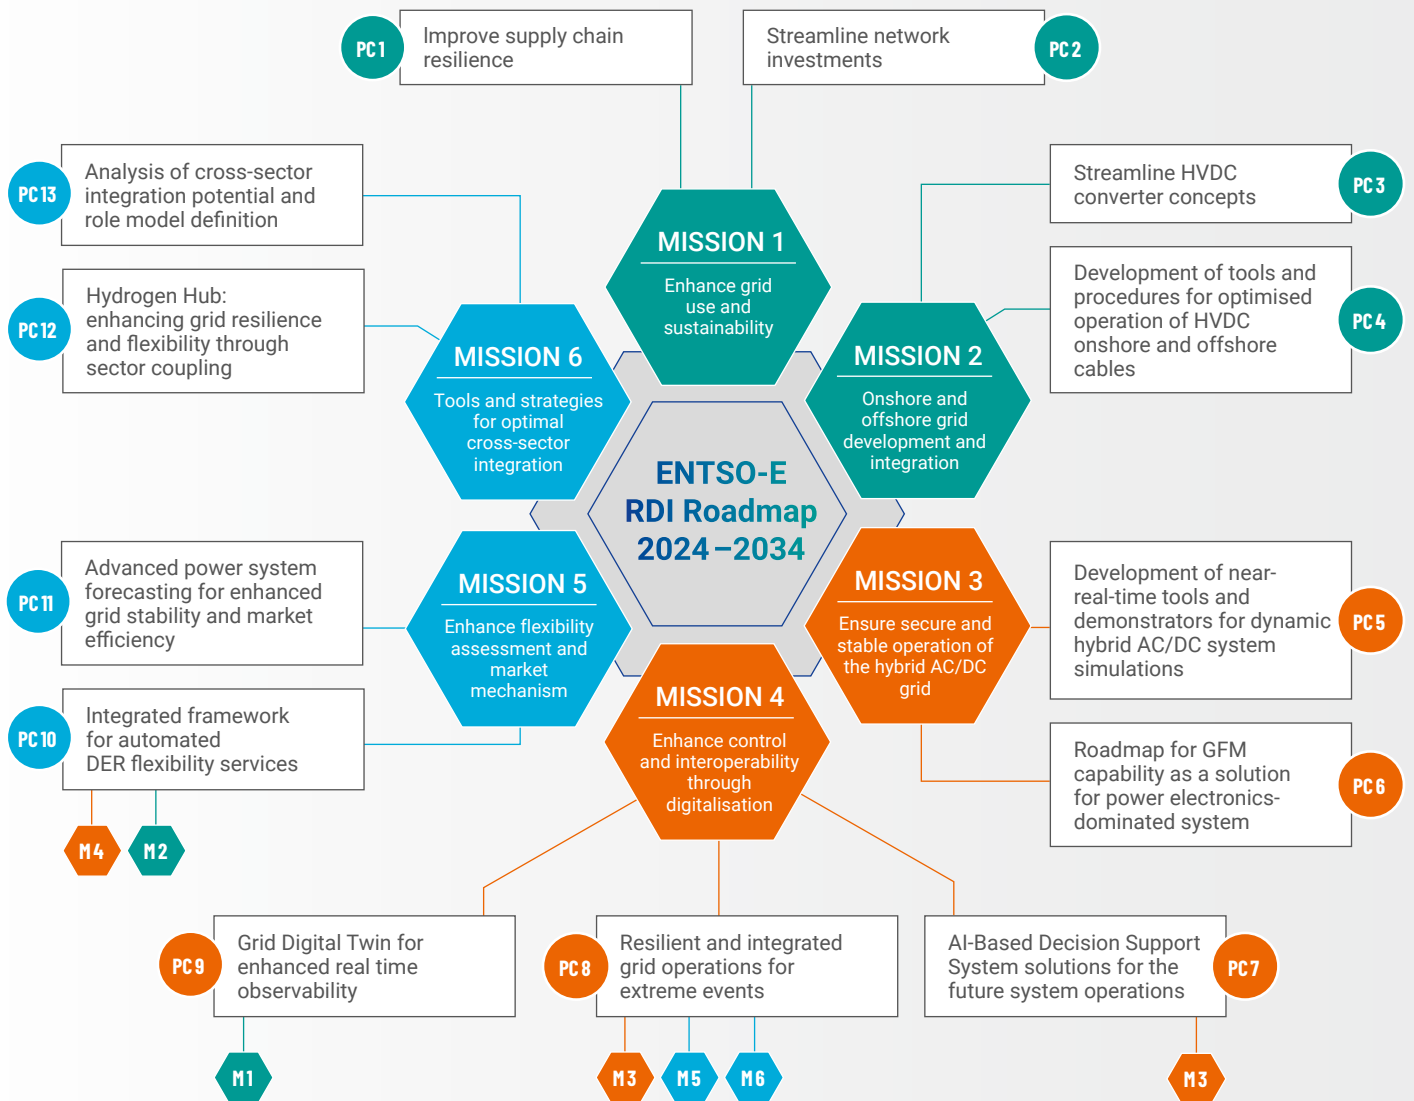 PC1
Improve supply chain
resilience
Streamline network
investments
PC2
PC13
Analysis of cross-sector
integration potential and
role model definition
Streamline HVDC
converter concepts
PC3
PC12
Hydrogen Hub:
enhancing grid resilience
and flexibility through
sector coupling
Development of tools and
procedures for optimised
operation of HVDC
onshore and offshore
cables
PC4
MISSION 1
Enhance grid
use and
sustainability
MISSION 6
Tools and strategies
for optimal
cross-sector
integration
MISSION 2
Onshore and
offshore grid
development and
integration
ENTSO-E
RDI Roadmap
2024–2034
MISSION 5
Enhance flexibility
assessment and
market
mechanism
MISSION 3
Ensure secure and
stable operation of
the hybrid AC/DC
grid
MISSION 4
Enhance control
and interoperability
through
digitalisation
PC11
Advanced power system
forecasting for enhanced
grid stability and market
efficiency
Development of near-
real-time tools and
demonstrators for dynamic
hybrid AC/DC system
simulations
PC5
PC10
Integrated framework
for automated
DER flexibility services
M4
M2
Roadmap for GFM
capability as a solution
for power electronics-
dominated system
PC6
PC9
Grid Digital Twin for
enhanced real time
observability
M1
PC8
Resilient and integrated
grid operations for
extreme events
M3
M5
M6
AI-Based Decision Support
System solutions for the
future system operations
PC7
M3